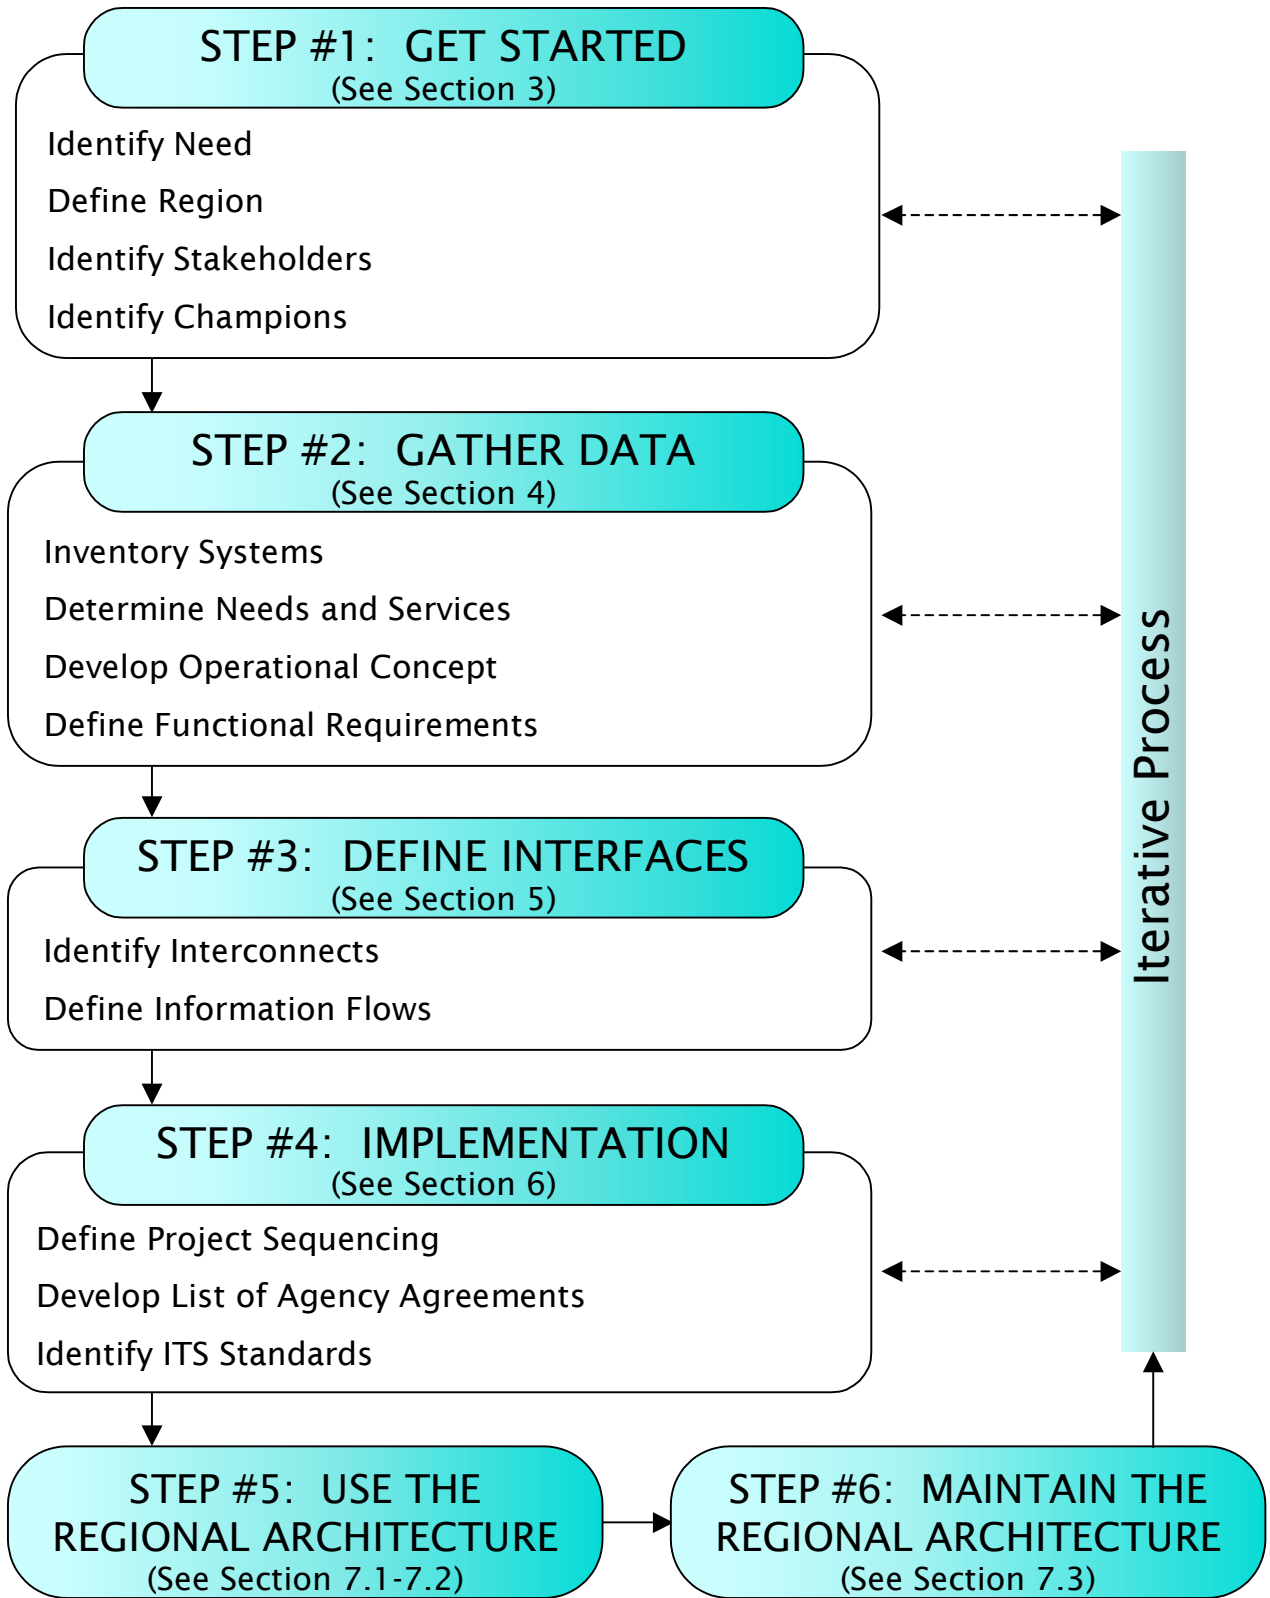 STEP #1: GET STARTED
(See Section 3)
Identify Need
Define Region
Identify Stakeholders
Identify Champions
STEP #2: GATHER DATA
(See Section 4)
Inventory Systems
Determine Needs and Services
Develop Operational Concept
Define Functional Requirements
STEP #3: DEFINE INTERFACES
(See Section 5)
Identify Interconnects
Define Information Flows
STEP #4: IMPLEMENTATION
(See Section 6)
Define Project Sequencing
Develop List of Agency Agreements
Identify ITS Standards
STEP #5: USE THE
REGIONAL ARCHITECTURE
(See Section 7.1-7.2)
STEP #6: MAINTAIN THE
REGIONAL ARCHITECTURE
(See Section 7.3)
Iterative Process